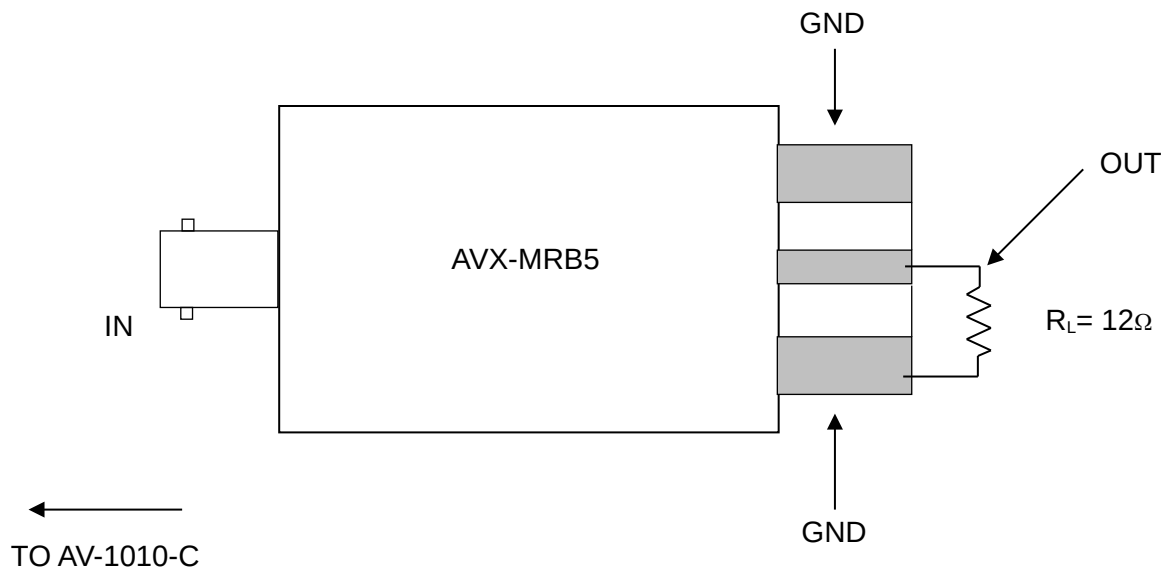 GND
OUT
AVX-MRB5
IN
RL= 12Ω
GND
TO AV-1010-C